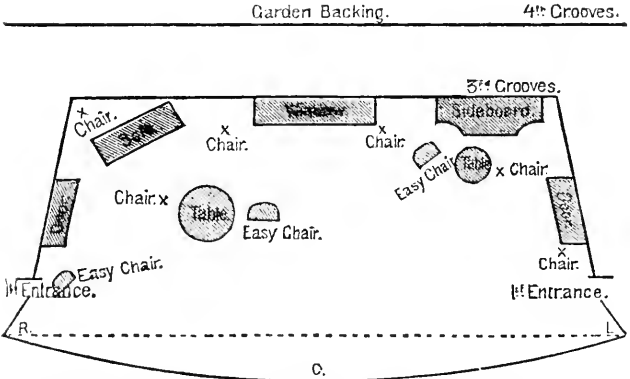 Garden Backing. 4th Grooves.
3rd Grooves.
Chair. Sofa Window Sideboard.
Chair. Chair.
Easy Chair. Table Chair.
Door. Chair. Table Door.
Easy Chair.
Easy Chair. Chair.
1st Entrance. 1st Entrance.
R. L.
C.